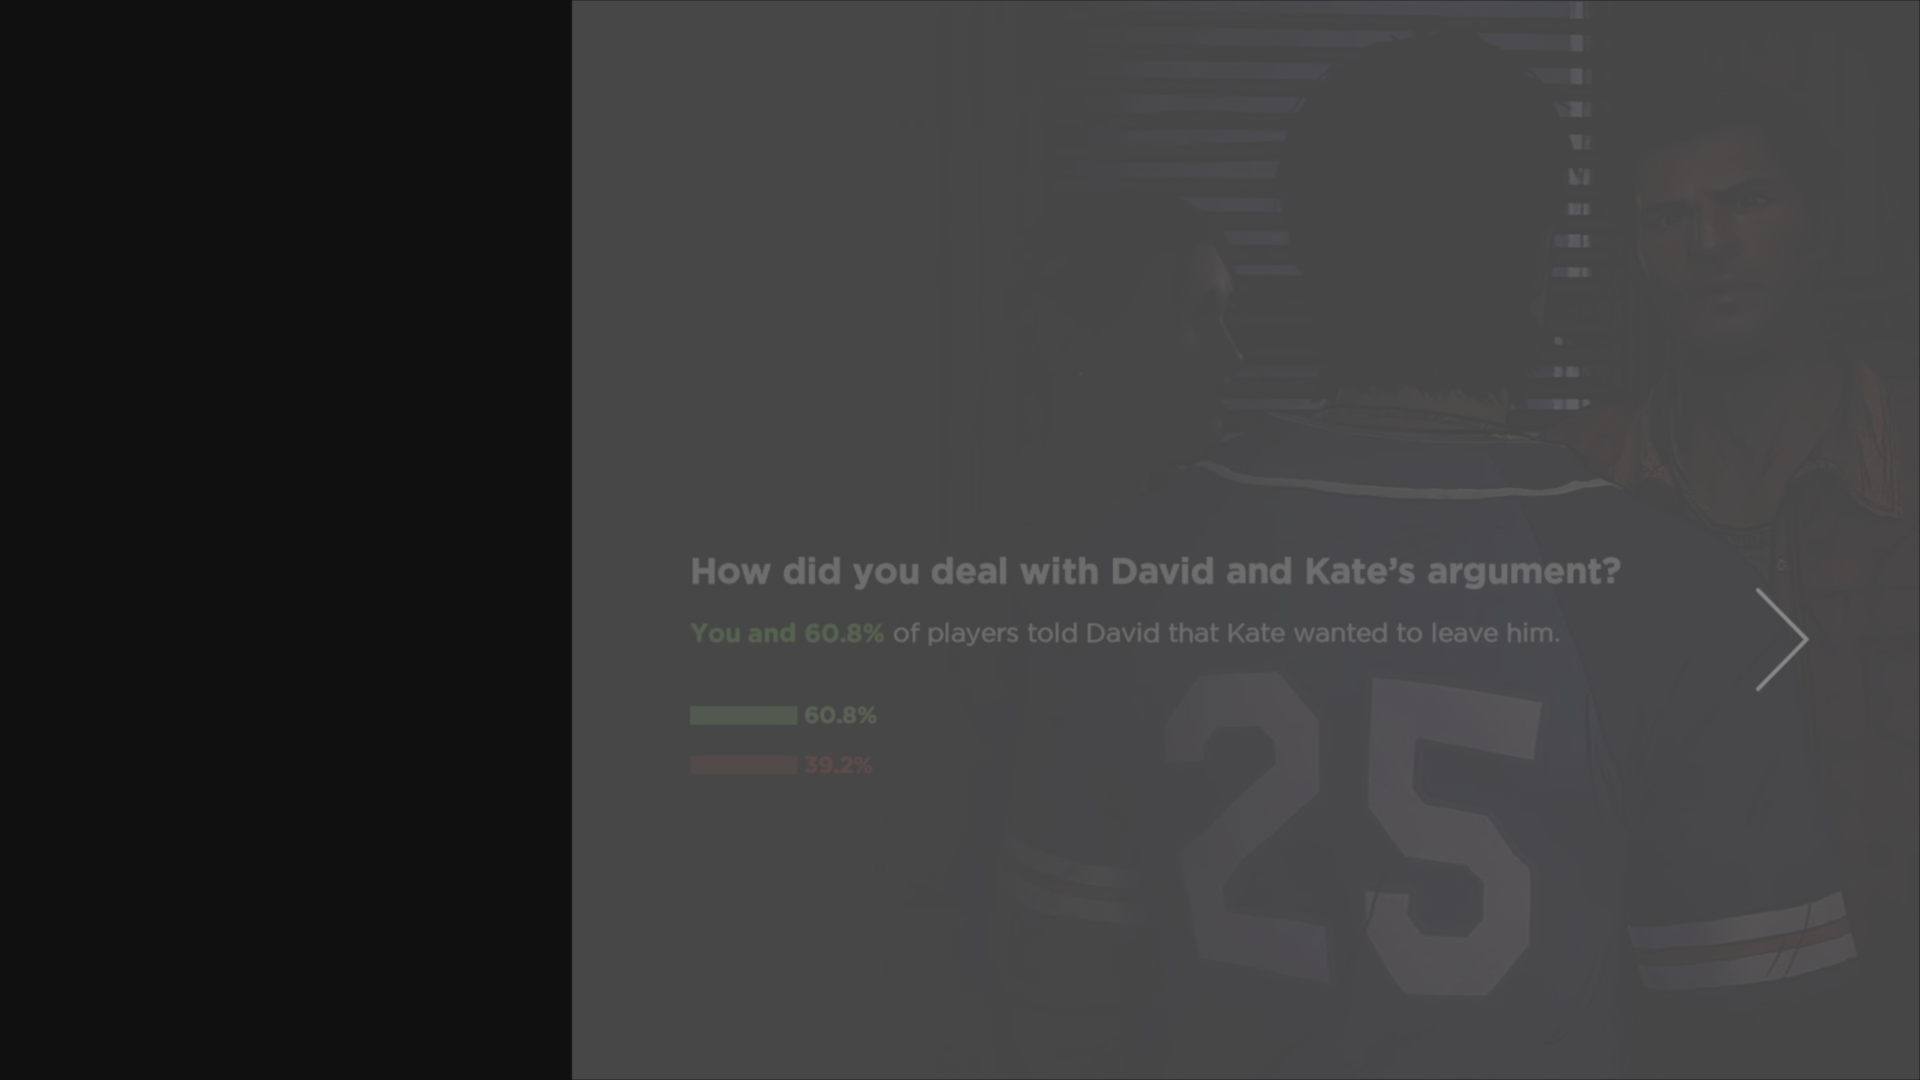 How did you deal with David and Kate’s argument?
You and 60.8% of players told David that Kate wanted to leave him.
60.8%
39.2%
25